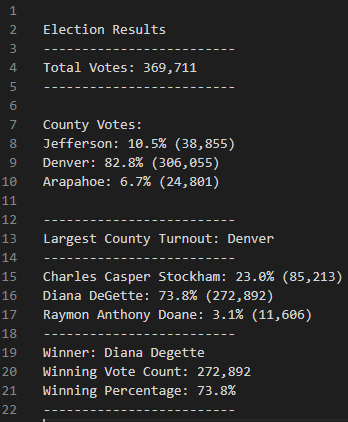 1
2 Election Results
3 -------------------------
4 Total Votes: 369,711
5 -------------------------
6
7 County Votes:
8 Jefferson: 10.5% (38,855)
9 Denver: 82.8% (306,055)
10 Arapahoe: 6.7% (24,801)
11
12 -------------------------
13 Largest County Turnout: Denver
14 -------------------------
15 Charles Casper Stockham: 23.0% (85,213)
16 Diana DeGette: 73.8% (272,892)
17 Raymon Anthony Doane: 3.1% (11,606)
18 -------------------------
19 Winner: Diana Degette
20 Winning Vote Count: 272,892
21 Winning Percentage: 73.8%
22 -------------------------